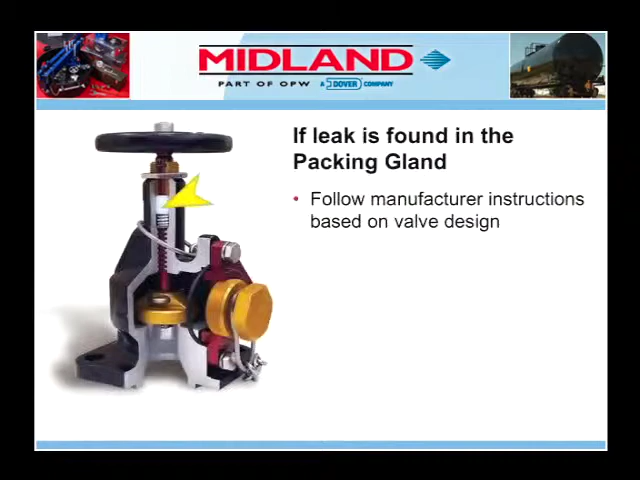 MIDLAND
PART OF OPW A DOVER COMPANY
If leak is found in the
Packing Gland
• Follow manufacturer instructions
based on valve design